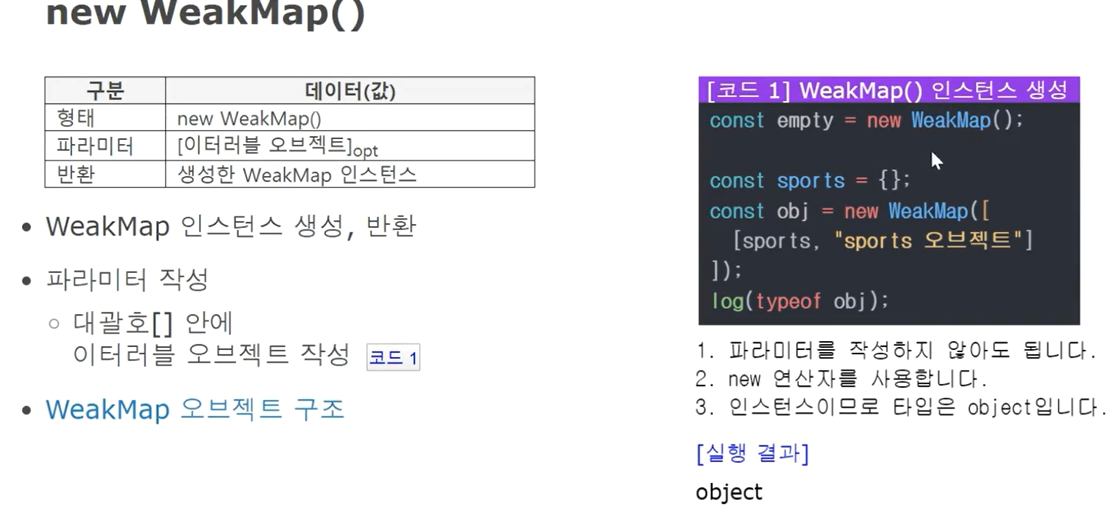 new WeakMap()
구분 데이터(값)
형태 new WeakMap()
파라미터 [이터러블 오브젝트]opt
반환 생성한 WeakMap 인스턴스
• WeakMap 인스턴스 생성, 반환
• 파라미터 작성
○ 대괄호[] 안에
이터러블 오브젝트 작성 코드 1
• WeakMap 오브젝트 구조
[코드 1] WeakMap() 인스턴스 생성
const empty = new WeakMap();
const sports = {};
const obj = new WeakMap([
[sports, "sports 오브젝트"]
]);
log(typeof obj);
1. 파라미터를 작성하지 않아도 됩니다.
2. new 연산자를 사용합니다.
3. 인스턴스이므로 타입은 object입니다.
[실행 결과]
object